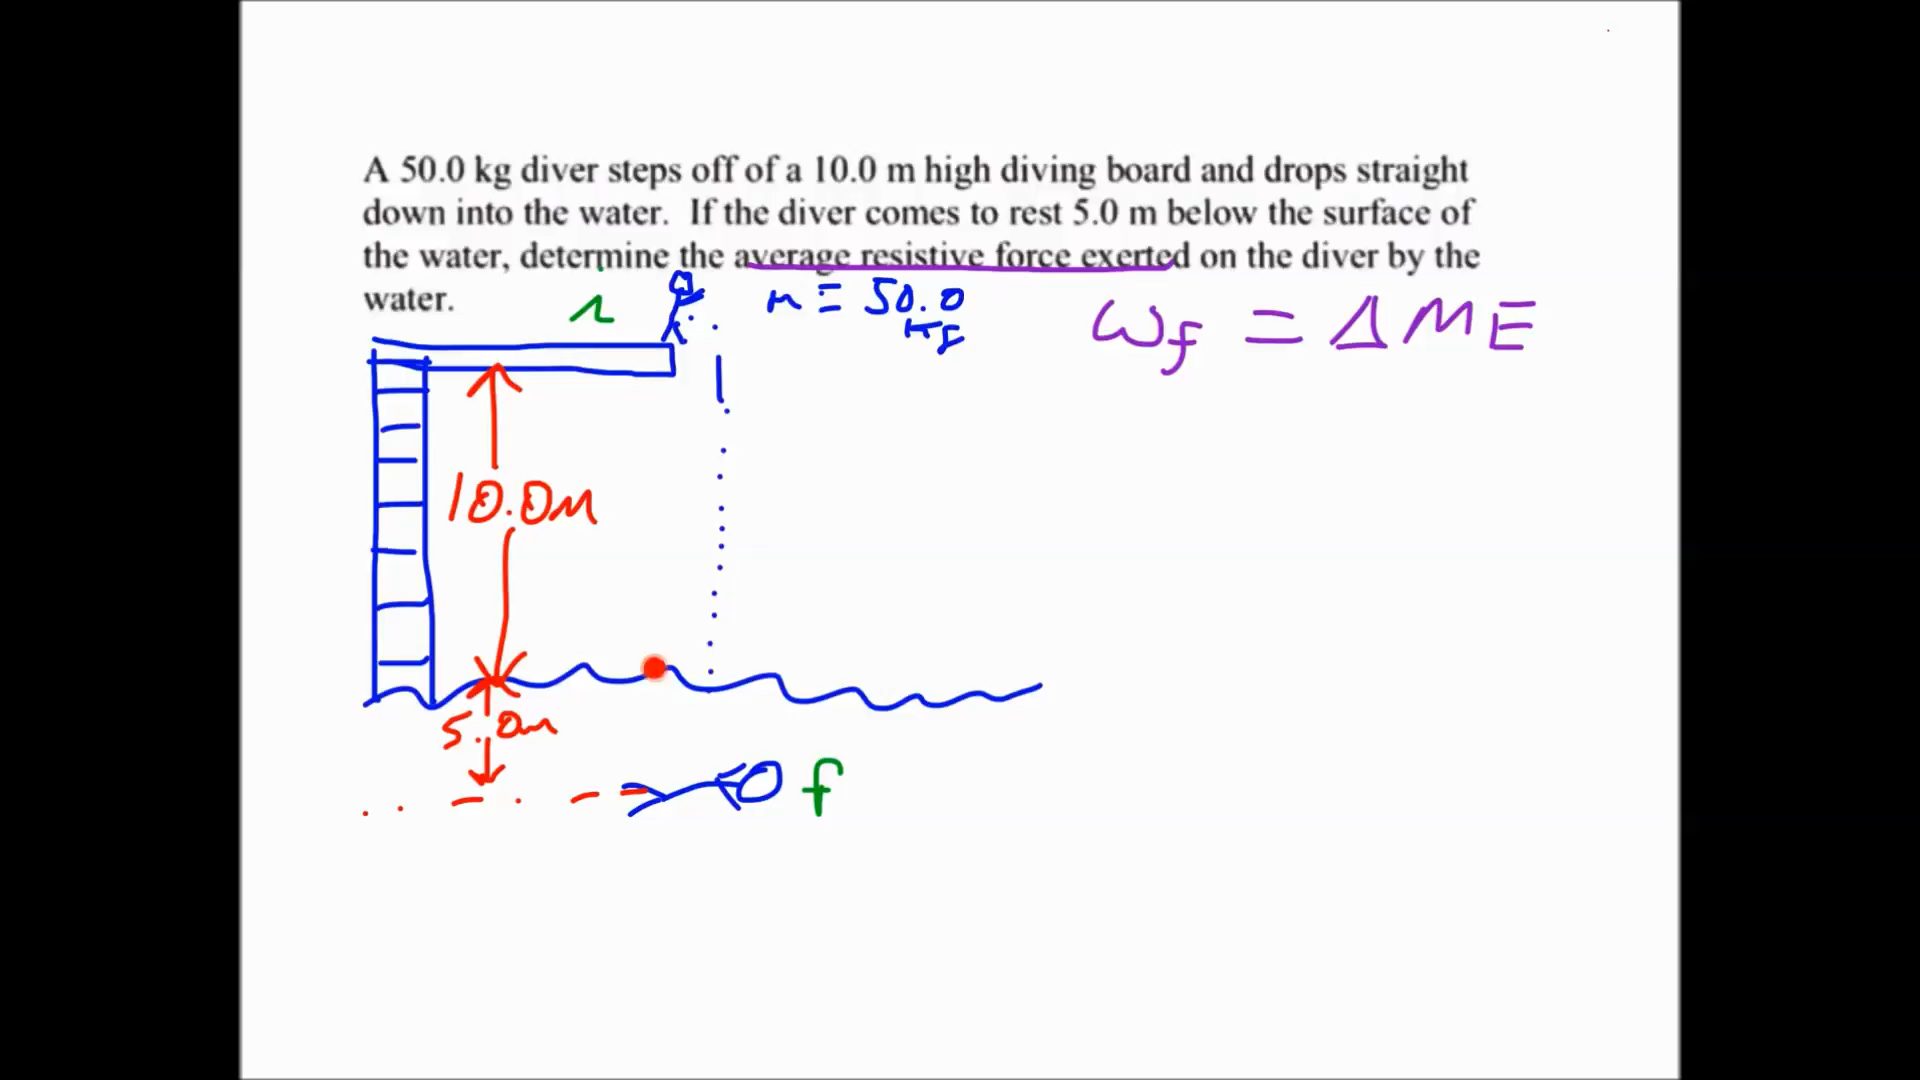 A 50.0 kg diver steps off of a 10.0 m high diving board and drops straight
down into the water. If the diver comes to rest 5.0 m below the surface of
the water, determine the average resistive force exerted on the diver by the
water.
i
m = 50.0
kg
Wf = ΔME
10.0m
5.0m
f